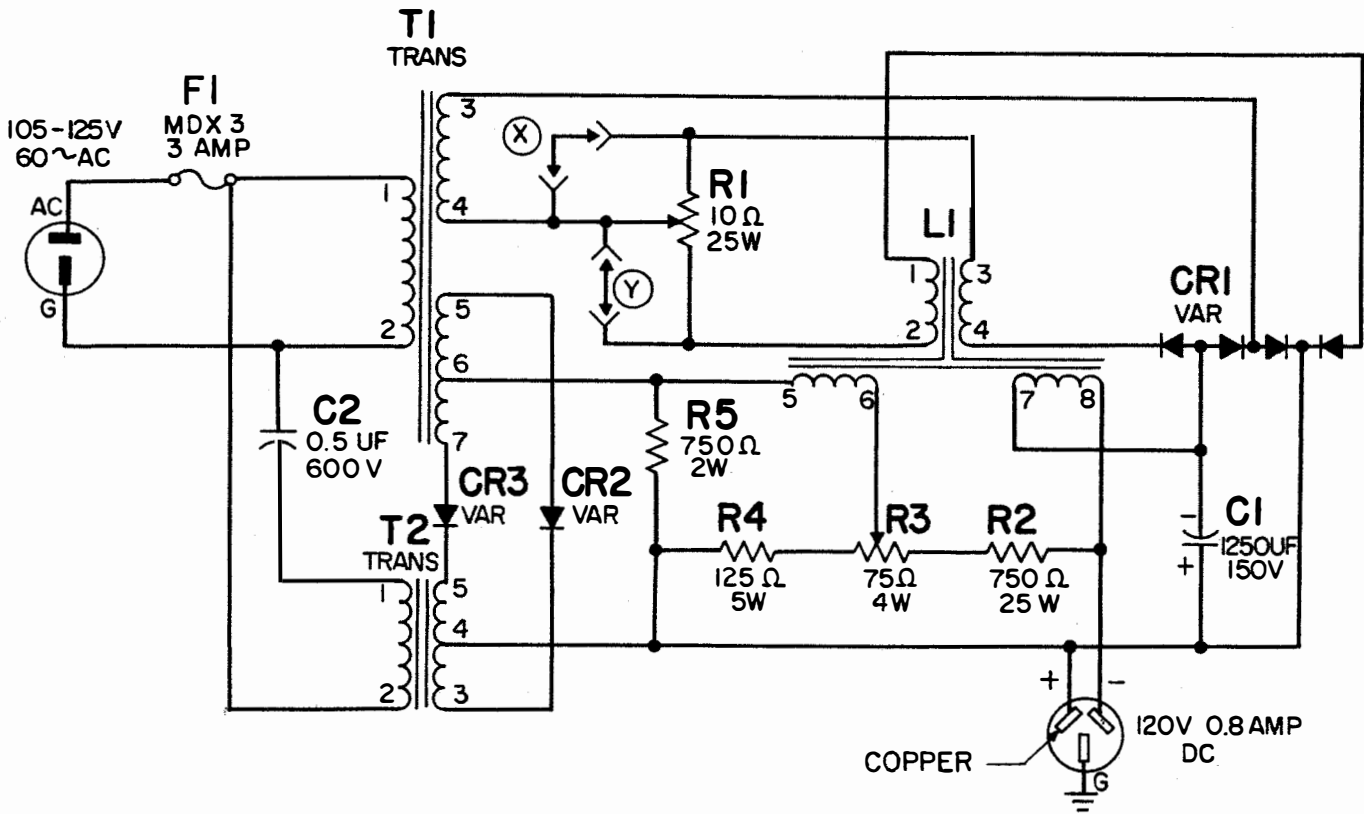 T1
TRANS
F1
MDX 3
3 AMP
105-125V
60~AC
AC
G
1
2
3
4
5
6
7
X
Y
R1
10Ω
25W
L1
1
2
3
4
5
6
7
8
CR1
VAR
C2
0.5 UF
600V
R5
750Ω
2W
CR3
VAR
CR2
VAR
T2
TRANS
1
2
5
4
3
R4
125Ω
5W
R3
75Ω
4W
R2
750Ω
25W
-
C1
1250UF
150V
+
+
-
120V 0.8 AMP
DC
COPPER
G